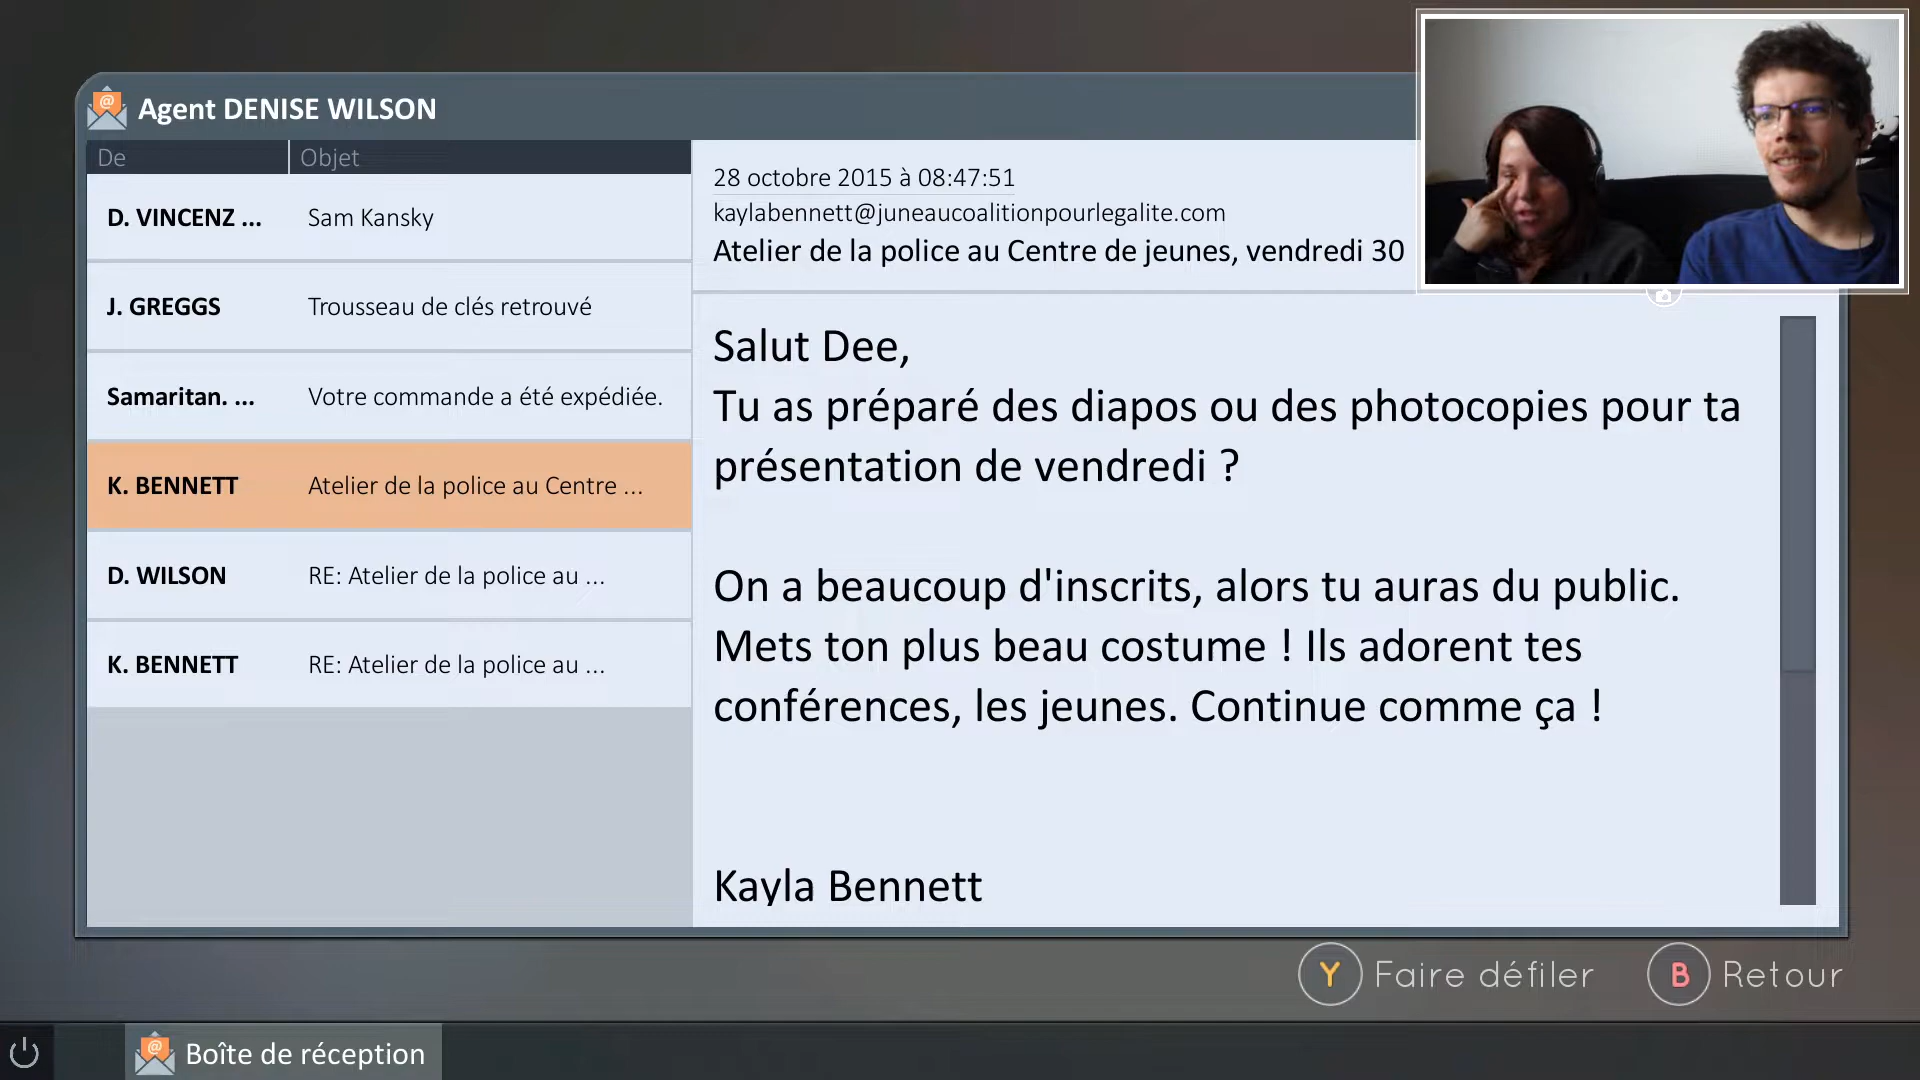 Agent DENISE WILSON
De
Objet
D. VINCENZ ...
Sam Kansky
J. GREGGS
Trousseau de clés retrouvé
Samaritan. ...
Votre commande a été expédiée.
K. BENNETT
Atelier de la police au Centre ...
D. WILSON
RE: Atelier de la police au ...
K. BENNETT
RE: Atelier de la police au ...
28 octobre 2015 à 08:47:51
kaylabennett@juneaucoalitionpourlegalite.com
Atelier de la police au Centre de jeunes, vendredi 30
Salut Dee,
Tu as préparé des diapos ou des photocopies pour ta
présentation de vendredi ?
On a beaucoup d'inscrits, alors tu auras du public.
Mets ton plus beau costume ! Ils adorent tes
conférences, les jeunes. Continue comme ça !
Kayla Bennett
Y Faire défiler
B Retour
Boîte de réception